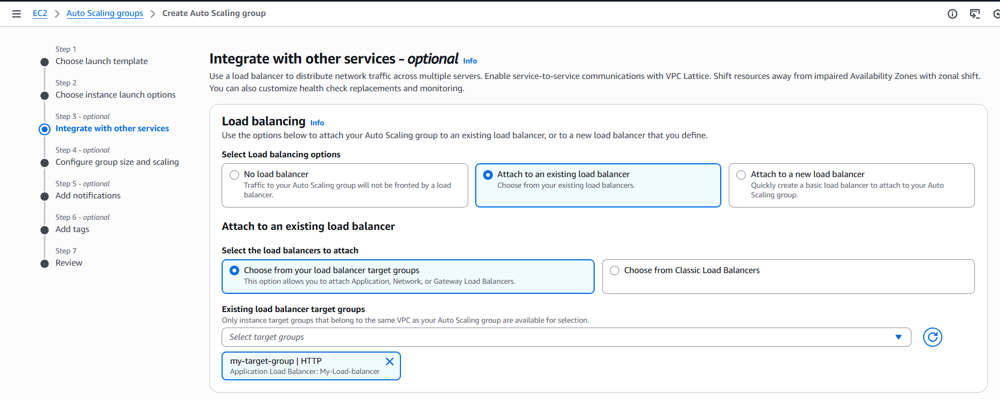 EC2 > Auto Scaling groups > Create Auto Scaling group
Step 1
Choose launch template
Step 2
Choose instance launch options
Step 3 - optional
Integrate with other services
Step 4 - optional
Configure group size and scaling
Step 5 - optional
Add notifications
Step 6 - optional
Add tags
Step 7
Review
Integrate with other services - optional Info
Use a load balancer to distribute network traffic across multiple servers. Enable service-to-service communications with VPC Lattice. Shift resources away from impaired Availability Zones with zonal shift.
You can also customize health check replacements and monitoring.
Load balancing Info
Use the options below to attach your Auto Scaling group to an existing load balancer, or to a new load balancer that you define.
Select Load balancing options
No load balancer
Traffic to your Auto Scaling group will not be fronted by a load
balancer.
Attach to an existing load balancer
Choose from your existing load balancers.
Attach to a new load balancer
Quickly create a basic load balancer to attach to your Auto
Scaling group.
Attach to an existing load balancer
Select the load balancers to attach
Choose from your load balancer target groups
This option allows you to attach Application, Network, or Gateway Load Balancers.
Choose from Classic Load Balancers
Existing load balancer target groups
Only instance target groups that belong to the same VPC as your Auto Scaling group are available for selection.
Select target groups
my-target-group | HTTP
Application Load Balancer: My-Load-balancer